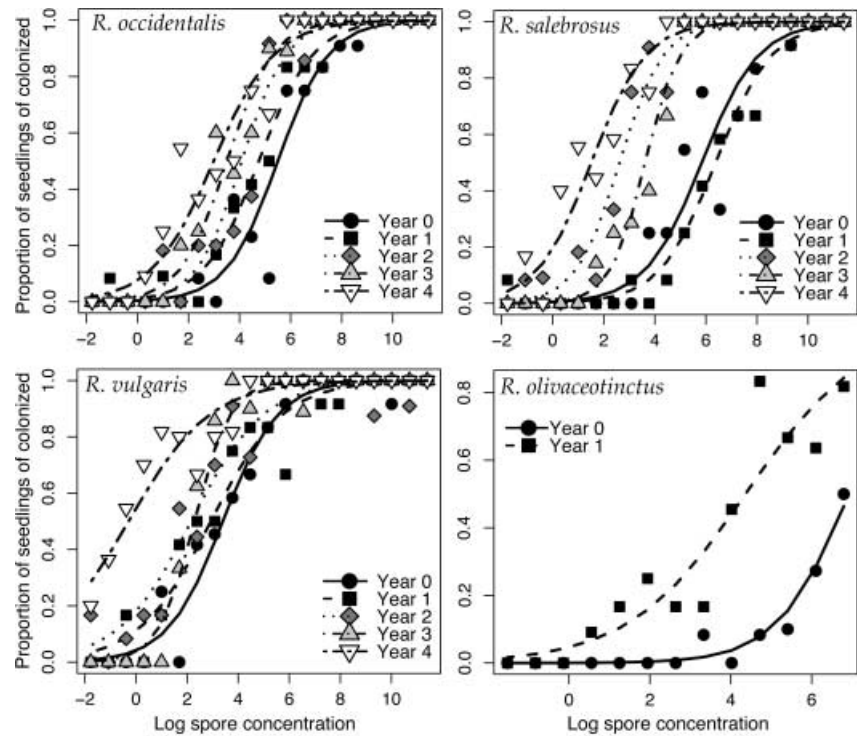 R. occidentalis
Proportion of seedlings of colonized
1.0
0.8
0.6
0.4
0.2
0.0
Year 0
Year 1
Year 2
Year 3
Year 4
−2 0 2 4 6 8 10
R. salebrosus
1.0
0.8
0.6
0.4
0.2
0.0
Year 0
Year 1
Year 2
Year 3
Year 4
−2 0 2 4 6 8 10
R. vulgaris
Proportion of seedlings of colonized
1.0
0.8
0.6
0.4
0.2
0.0
Year 0
Year 1
Year 2
Year 3
Year 4
−2 0 2 4 6 8 10
Log spore concentration
R. olivaceotinctus
0.8
0.6
0.4
0.2
0.0
Year 0
Year 1
0 2 4 6
Log spore concentration